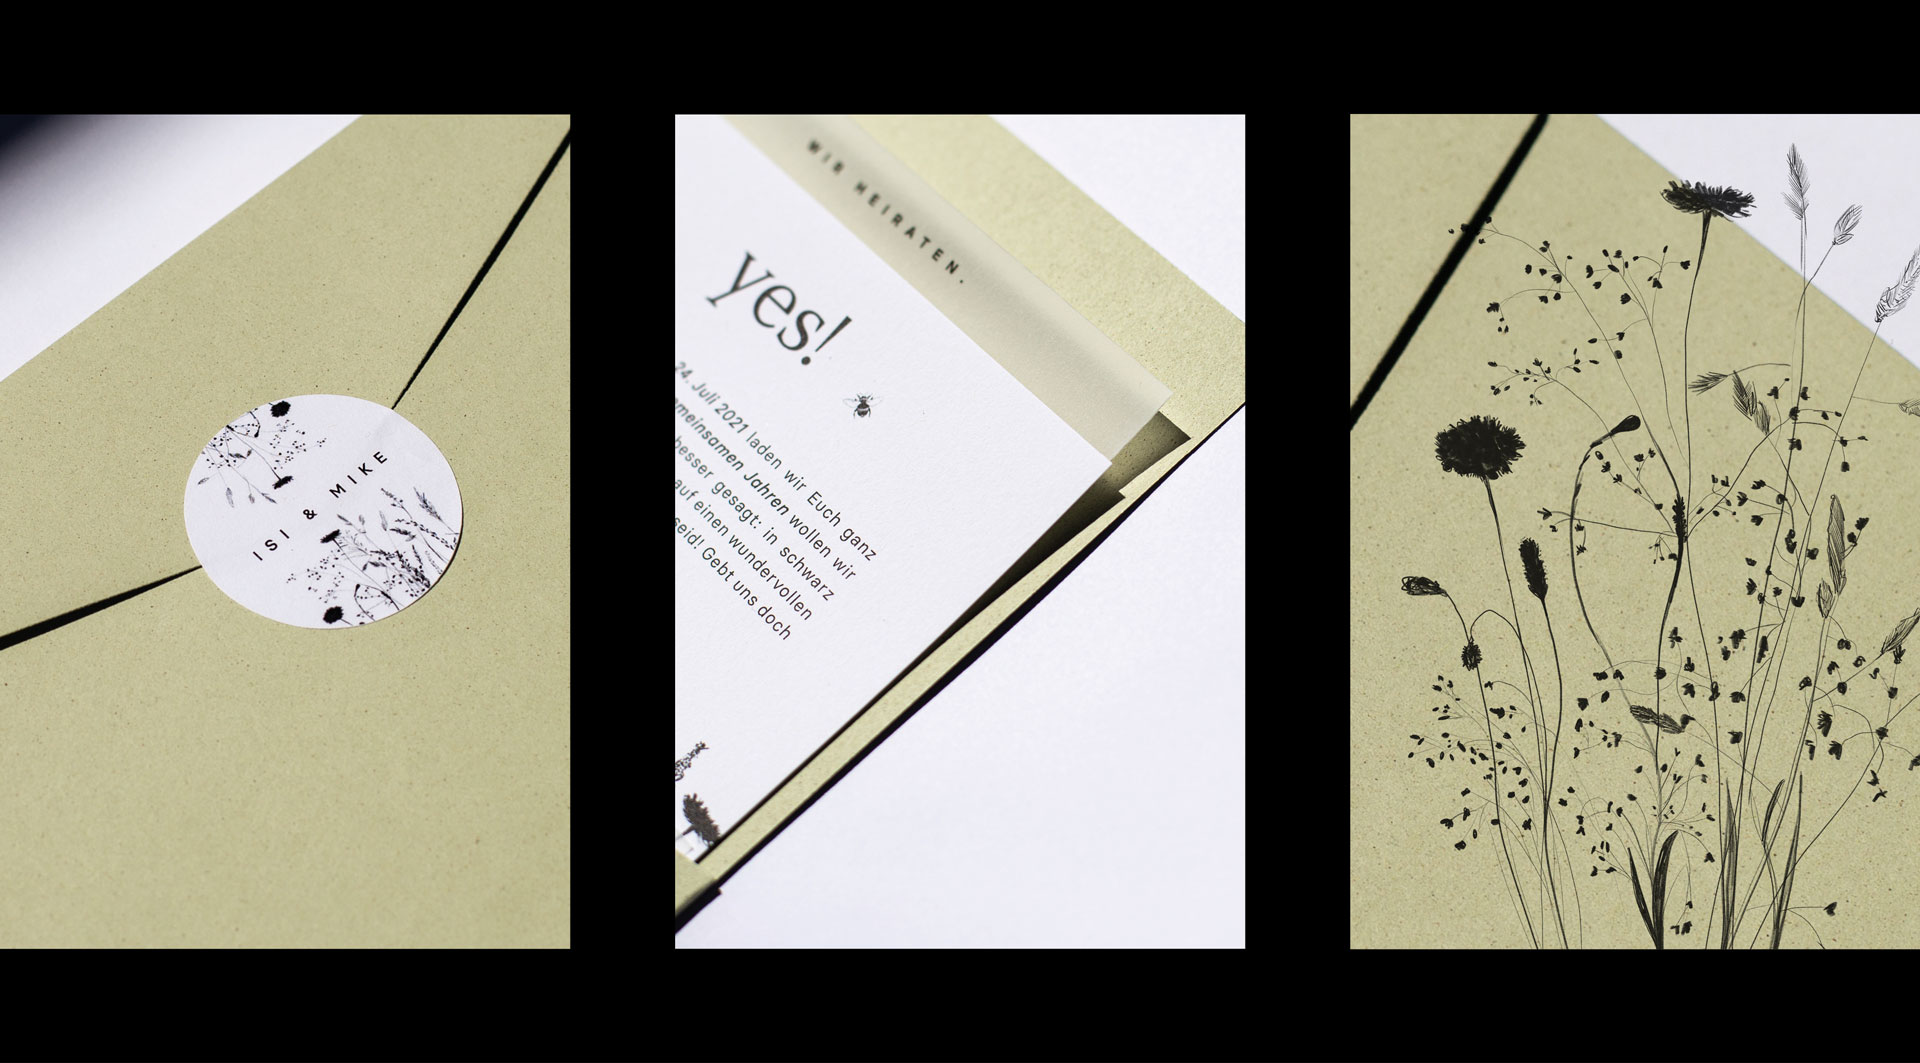 ISI & MIKE
WIR HEIRATEN.
yes!
24. Juli 2021 laden wir Euch ganz
Jahren wollen wir
besser gesagt: in schwarz
auf einen wundervollen
seid! Gebt uns doch